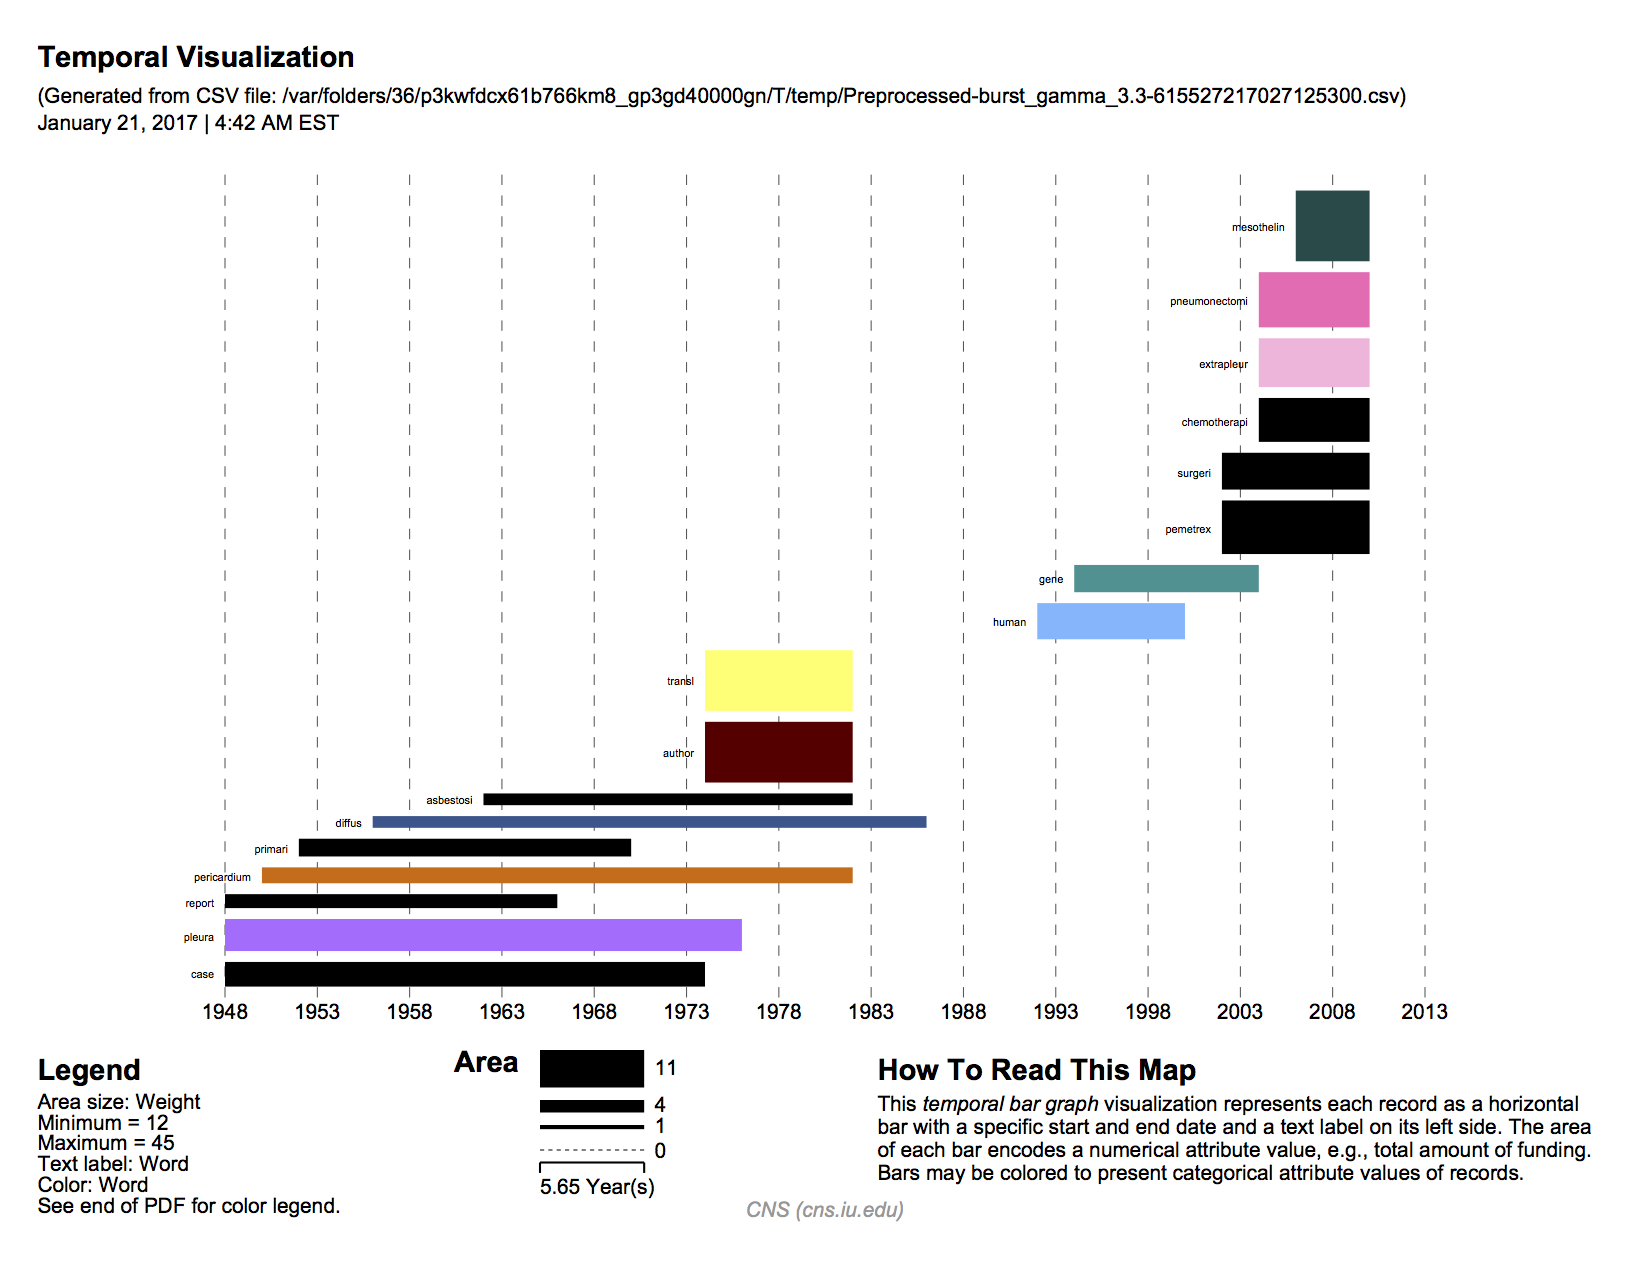 Temporal Visualization
(Generated from CSV file: /var/folders/36/p3kwfdcx61b766km8_gp3gd40000gn/T/temp/Preprocessed-burst_gamma_3.3-615527217027125300.csv)
January 21, 2017 | 4:42 AM EST
mesothelin
pneumonectomi
extrapleur
chemotherapi
surgeri
pemetrex
gene
human
transl
author
asbestosi
diffus
primari
pericardium
report
pleura
case
1948 1953 1958 1963 1968 1973 1978 1983 1988 1993 1998 2003 2008 2013
Legend
Area size: Weight
Minimum = 12
Maximum = 45
Text label: Word
Color: Word
See end of PDF for color legend.
Area
11
4
1
0
5.65 Year(s)
How To Read This Map
This temporal bar graph visualization represents each record as a horizontal
bar with a specific start and end date and a text label on its left side. The area
of each bar encodes a numerical attribute value, e.g., total amount of funding.
Bars may be colored to present categorical attribute values of records.
CNS (cns.iu.edu)